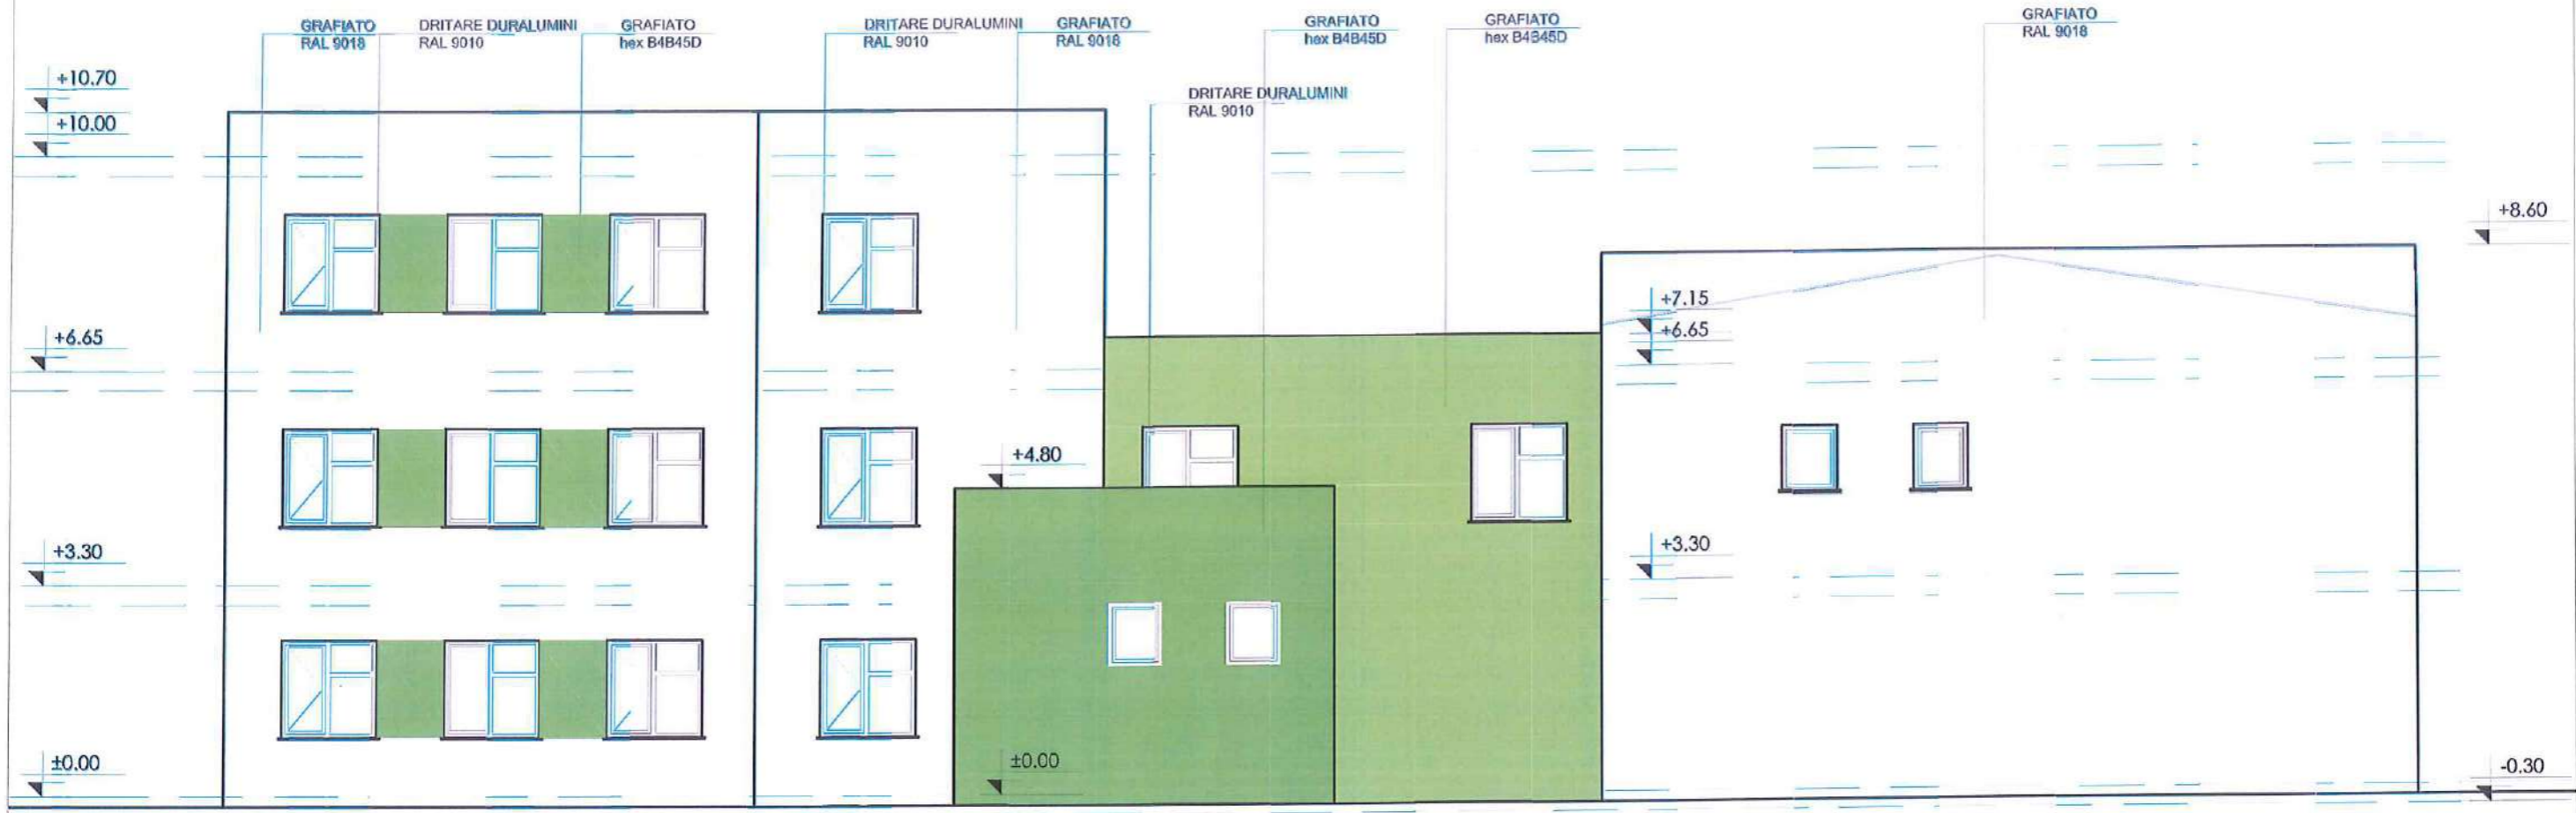 GRAFIATO
RAL 9018
DRITARE DURALUMINI
RAL 9010
GRAFIATO
hex B4B45D
DRITARE DURALUMINI
RAL 9010
GRAFIATO
RAL 9018
GRAFIATO
hex B4B45D
GRAFIATO
hex B4B45D
GRAFIATO
RAL 9018
DRITARE DURALUMINI
RAL 9010
+10.70
+10.00
+8.60
+7.15
+6.65
+6.65
+4.80
+3.30
+3.30
±0.00
±0.00
-0.30